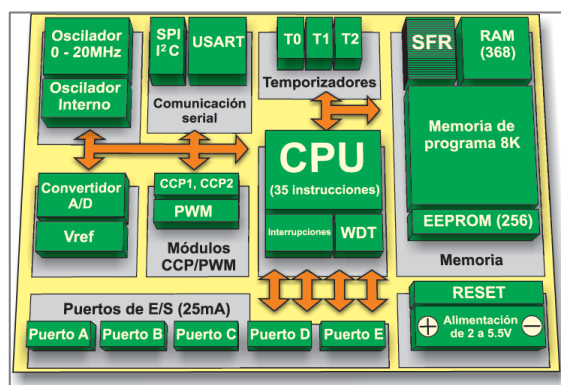 Oscilador
0 - 20MHz
Oscilador
Interno
SPI
I²C
USART
Comunicación
serial
T0
T1
T2
Temporizadores
SFR
RAM
(368)
Memoria de
programa 8K
EEPROM (256)
Memoria
CPU
(35 instrucciones)
Interrupciones
WDT
Convertidor
A/D
Vref
CCP1, CCP2
PWM
Módulos
CCP/PWM
Puertos de E/S (25mA)
Puerto A
Puerto B
Puerto C
Puerto D
Puerto E
RESET
+
Alimentación
de 2 a 5.5V
−